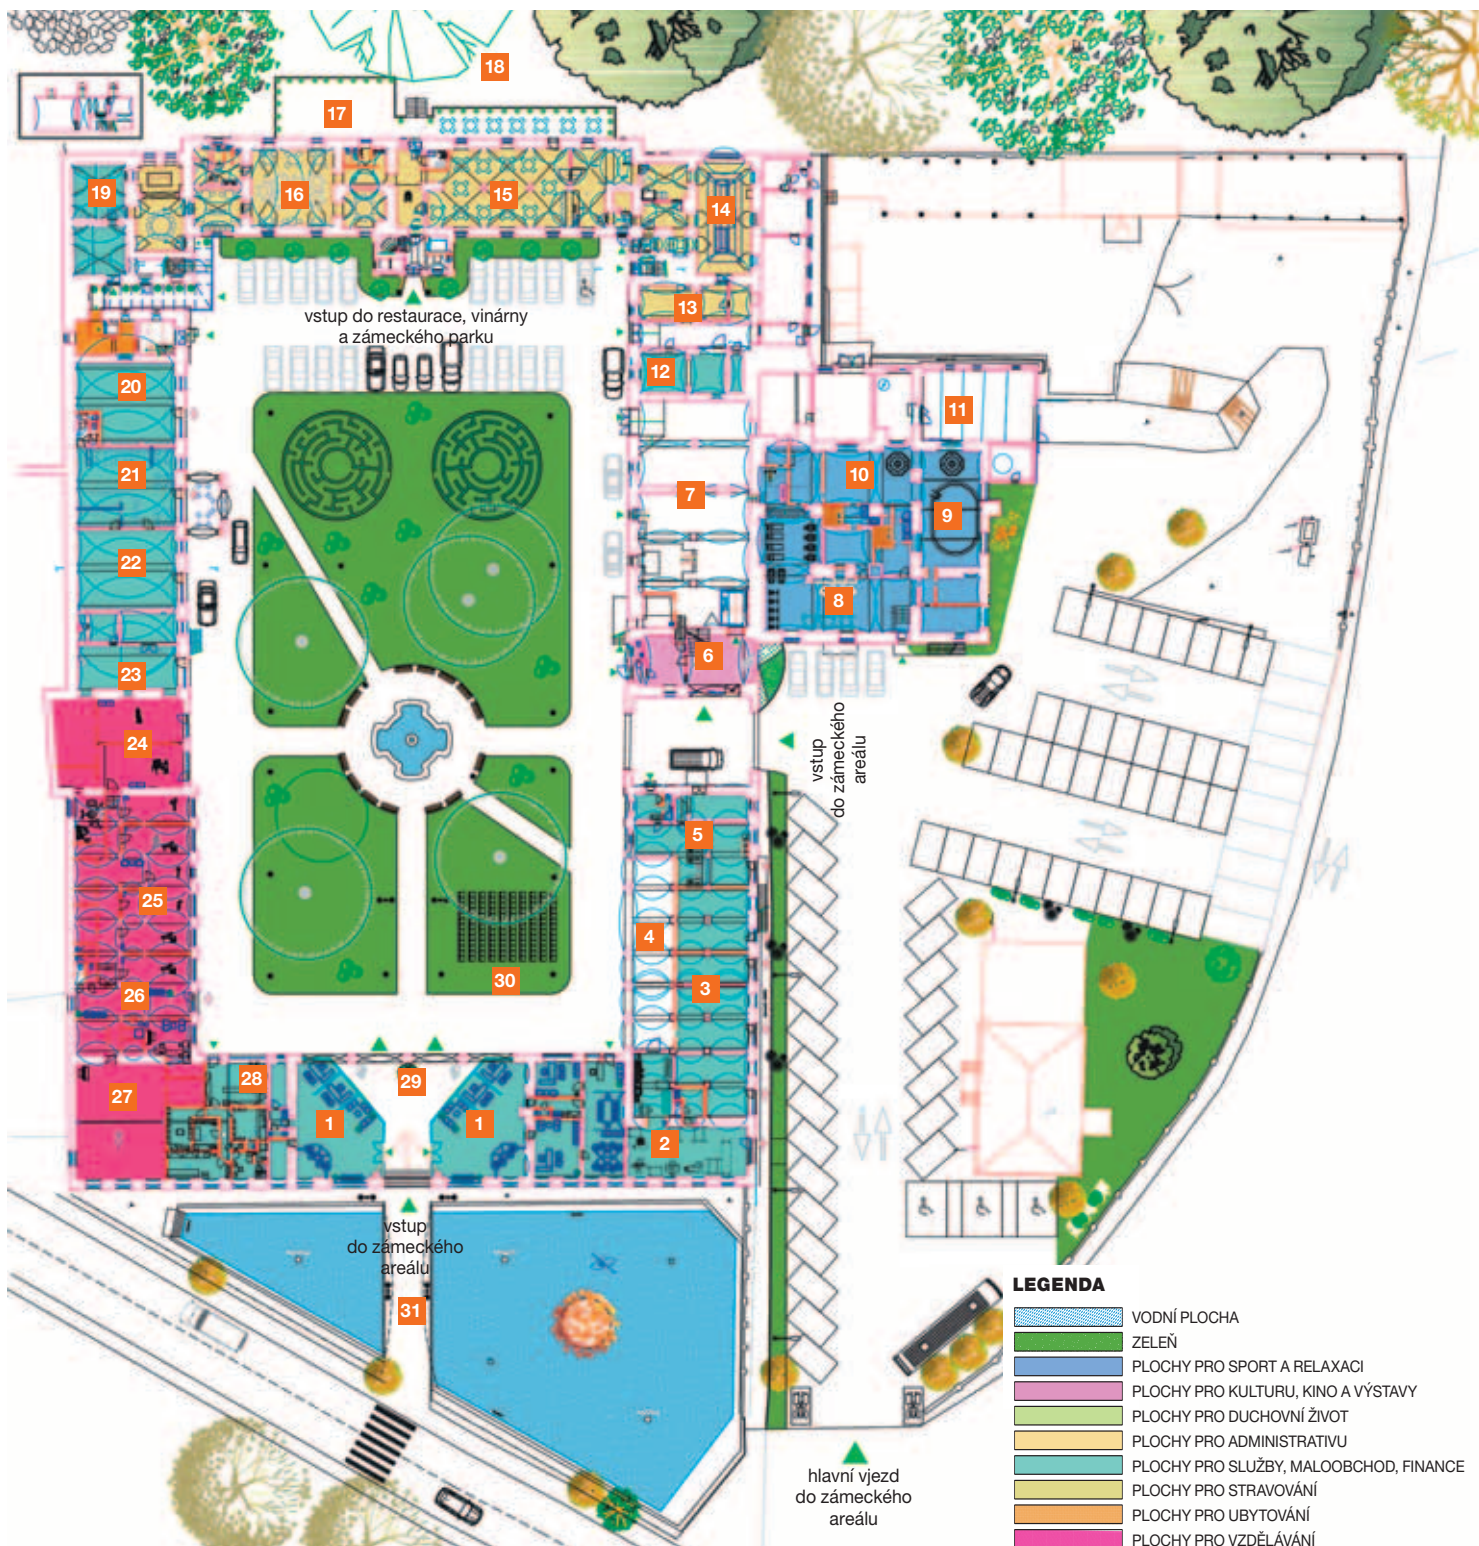 18
17
19
16
15
14
13
vstup do restaurace, vinárny
a zámeckého parku
12
20
11
21
10
7
9
22
8
6
23
24
vstup
do zámeckého
areálu
5
25
4
3
26
30
28
29
27
1
1
2
vstup
do zámeckého
areálu
31
hlavní vjezd
do zámeckého
areálu
LEGENDA
VODNÍ PLOCHA
ZELEŇ
PLOCHY PRO SPORT A RELAXACI
PLOCHY PRO KULTURU, KINO A VÝSTAVY
PLOCHY PRO DUCHOVNÍ ŽIVOT
PLOCHY PRO ADMINISTRATIVU
PLOCHY PRO SLUŽBY, MALOOBCHOD, FINANCE
PLOCHY PRO STRAVOVÁNÍ
PLOCHY PRO UBYTOVÁNÍ
PLOCHY PRO VZDĚLÁVÁNÍ